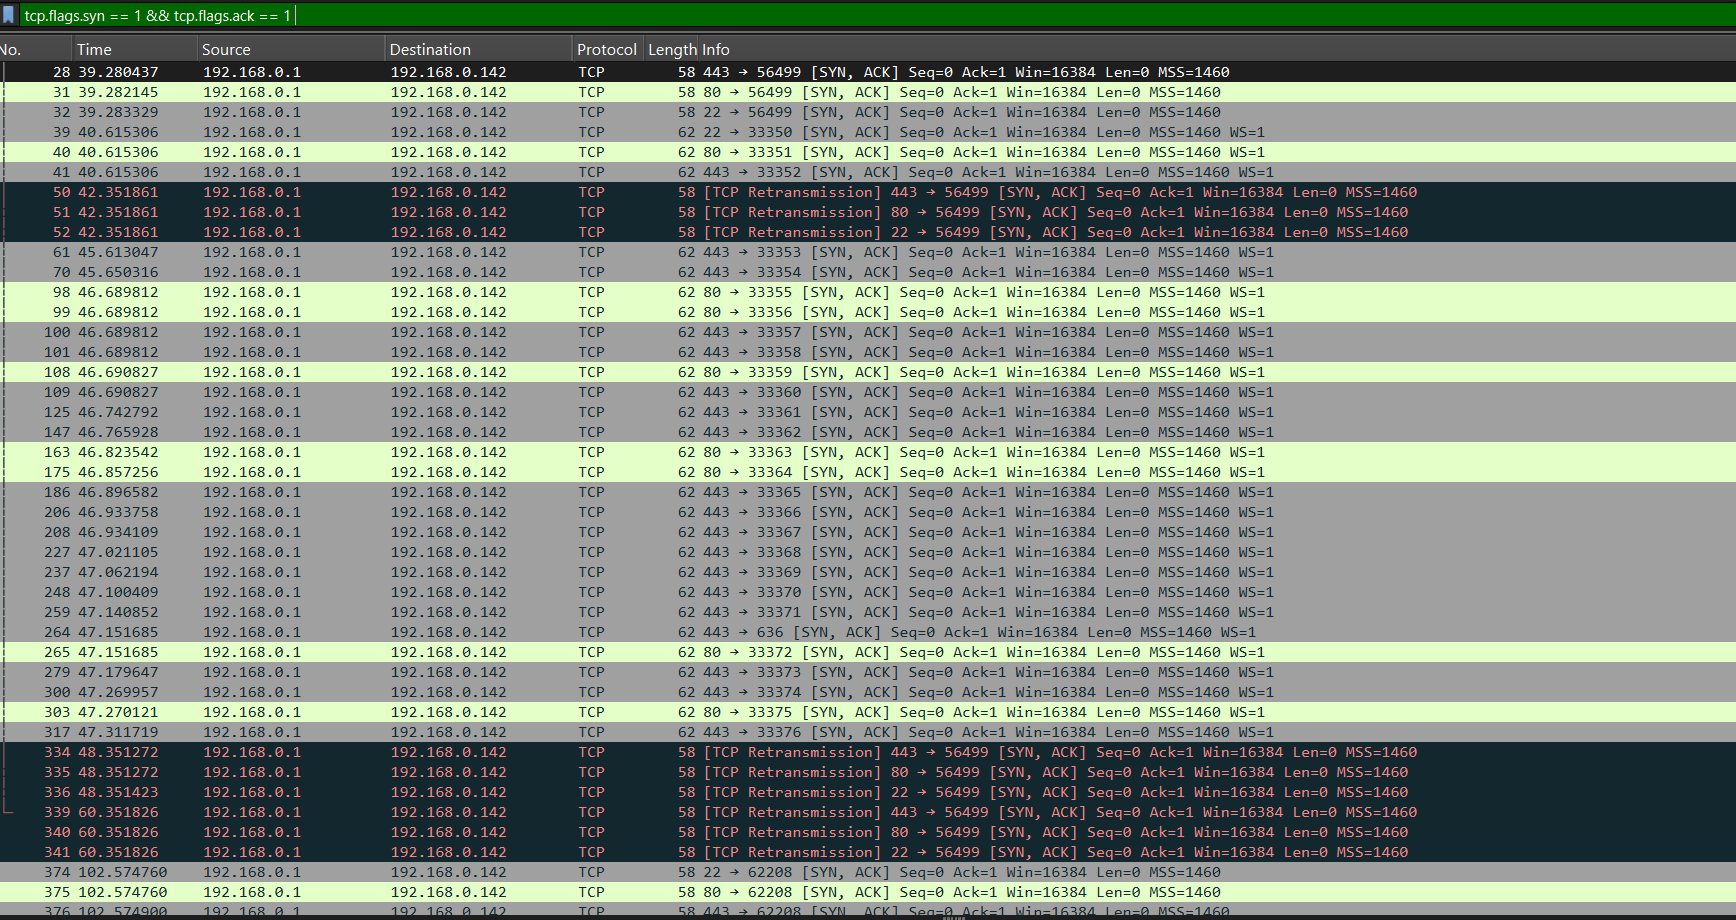 tcp.flags.syn == 1 && tcp.flags.ack == 1
No. Time Source Destination Protocol Length Info
28 39.280437 192.168.0.1 192.168.0.142 TCP 58 443 → 56499 [SYN, ACK] Seq=0 Ack=1 Win=16384 Len=0 MSS=1460
31 39.282145 192.168.0.1 192.168.0.142 TCP 58 80 → 56499 [SYN, ACK] Seq=0 Ack=1 Win=16384 Len=0 MSS=1460
32 39.283329 192.168.0.1 192.168.0.142 TCP 58 22 → 56499 [SYN, ACK] Seq=0 Ack=1 Win=16384 Len=0 MSS=1460
39 40.615306 192.168.0.1 192.168.0.142 TCP 62 22 → 33350 [SYN, ACK] Seq=0 Ack=1 Win=16384 Len=0 MSS=1460 WS=1
40 40.615306 192.168.0.1 192.168.0.142 TCP 62 80 → 33351 [SYN, ACK] Seq=0 Ack=1 Win=16384 Len=0 MSS=1460 WS=1
41 40.615306 192.168.0.1 192.168.0.142 TCP 62 443 → 33352 [SYN, ACK] Seq=0 Ack=1 Win=16384 Len=0 MSS=1460 WS=1
50 42.351861 192.168.0.1 192.168.0.142 TCP 58 [TCP Retransmission] 443 → 56499 [SYN, ACK] Seq=0 Ack=1 Win=16384 Len=0 MSS=1460
51 42.351861 192.168.0.1 192.168.0.142 TCP 58 [TCP Retransmission] 80 → 56499 [SYN, ACK] Seq=0 Ack=1 Win=16384 Len=0 MSS=1460
52 42.351861 192.168.0.1 192.168.0.142 TCP 58 [TCP Retransmission] 22 → 56499 [SYN, ACK] Seq=0 Ack=1 Win=16384 Len=0 MSS=1460
61 45.613047 192.168.0.1 192.168.0.142 TCP 62 443 → 33353 [SYN, ACK] Seq=0 Ack=1 Win=16384 Len=0 MSS=1460 WS=1
70 45.650316 192.168.0.1 192.168.0.142 TCP 62 443 → 33354 [SYN, ACK] Seq=0 Ack=1 Win=16384 Len=0 MSS=1460 WS=1
98 46.689812 192.168.0.1 192.168.0.142 TCP 62 80 → 33355 [SYN, ACK] Seq=0 Ack=1 Win=16384 Len=0 MSS=1460 WS=1
99 46.689812 192.168.0.1 192.168.0.142 TCP 62 80 → 33356 [SYN, ACK] Seq=0 Ack=1 Win=16384 Len=0 MSS=1460 WS=1
100 46.689812 192.168.0.1 192.168.0.142 TCP 62 443 → 33357 [SYN, ACK] Seq=0 Ack=1 Win=16384 Len=0 MSS=1460 WS=1
101 46.689812 192.168.0.1 192.168.0.142 TCP 62 443 → 33358 [SYN, ACK] Seq=0 Ack=1 Win=16384 Len=0 MSS=1460 WS=1
108 46.690827 192.168.0.1 192.168.0.142 TCP 62 80 → 33359 [SYN, ACK] Seq=0 Ack=1 Win=16384 Len=0 MSS=1460 WS=1
109 46.690827 192.168.0.1 192.168.0.142 TCP 62 443 → 33360 [SYN, ACK] Seq=0 Ack=1 Win=16384 Len=0 MSS=1460 WS=1
125 46.742792 192.168.0.1 192.168.0.142 TCP 62 443 → 33361 [SYN, ACK] Seq=0 Ack=1 Win=16384 Len=0 MSS=1460 WS=1
147 46.765928 192.168.0.1 192.168.0.142 TCP 62 443 → 33362 [SYN, ACK] Seq=0 Ack=1 Win=16384 Len=0 MSS=1460 WS=1
163 46.823542 192.168.0.1 192.168.0.142 TCP 62 80 → 33363 [SYN, ACK] Seq=0 Ack=1 Win=16384 Len=0 MSS=1460 WS=1
175 46.857256 192.168.0.1 192.168.0.142 TCP 62 80 → 33364 [SYN, ACK] Seq=0 Ack=1 Win=16384 Len=0 MSS=1460 WS=1
186 46.896582 192.168.0.1 192.168.0.142 TCP 62 443 → 33365 [SYN, ACK] Seq=0 Ack=1 Win=16384 Len=0 MSS=1460 WS=1
206 46.933758 192.168.0.1 192.168.0.142 TCP 62 443 → 33366 [SYN, ACK] Seq=0 Ack=1 Win=16384 Len=0 MSS=1460 WS=1
208 46.934109 192.168.0.1 192.168.0.142 TCP 62 443 → 33367 [SYN, ACK] Seq=0 Ack=1 Win=16384 Len=0 MSS=1460 WS=1
227 47.021105 192.168.0.1 192.168.0.142 TCP 62 443 → 33368 [SYN, ACK] Seq=0 Ack=1 Win=16384 Len=0 MSS=1460 WS=1
237 47.062194 192.168.0.1 192.168.0.142 TCP 62 443 → 33369 [SYN, ACK] Seq=0 Ack=1 Win=16384 Len=0 MSS=1460 WS=1
248 47.100409 192.168.0.1 192.168.0.142 TCP 62 443 → 33370 [SYN, ACK] Seq=0 Ack=1 Win=16384 Len=0 MSS=1460 WS=1
259 47.140852 192.168.0.1 192.168.0.142 TCP 62 443 → 33371 [SYN, ACK] Seq=0 Ack=1 Win=16384 Len=0 MSS=1460 WS=1
264 47.151685 192.168.0.1 192.168.0.142 TCP 62 443 → 636 [SYN, ACK] Seq=0 Ack=1 Win=16384 Len=0 MSS=1460 WS=1
265 47.151685 192.168.0.1 192.168.0.142 TCP 62 80 → 33372 [SYN, ACK] Seq=0 Ack=1 Win=16384 Len=0 MSS=1460 WS=1
279 47.179647 192.168.0.1 192.168.0.142 TCP 62 443 → 33373 [SYN, ACK] Seq=0 Ack=1 Win=16384 Len=0 MSS=1460 WS=1
300 47.269957 192.168.0.1 192.168.0.142 TCP 62 443 → 33374 [SYN, ACK] Seq=0 Ack=1 Win=16384 Len=0 MSS=1460 WS=1
303 47.270121 192.168.0.1 192.168.0.142 TCP 62 80 → 33375 [SYN, ACK] Seq=0 Ack=1 Win=16384 Len=0 MSS=1460 WS=1
317 47.311719 192.168.0.1 192.168.0.142 TCP 62 443 → 33376 [SYN, ACK] Seq=0 Ack=1 Win=16384 Len=0 MSS=1460 WS=1
334 48.351272 192.168.0.1 192.168.0.142 TCP 58 [TCP Retransmission] 443 → 56499 [SYN, ACK] Seq=0 Ack=1 Win=16384 Len=0 MSS=1460
335 48.351272 192.168.0.1 192.168.0.142 TCP 58 [TCP Retransmission] 80 → 56499 [SYN, ACK] Seq=0 Ack=1 Win=16384 Len=0 MSS=1460
336 48.351423 192.168.0.1 192.168.0.142 TCP 58 [TCP Retransmission] 22 → 56499 [SYN, ACK] Seq=0 Ack=1 Win=16384 Len=0 MSS=1460
339 60.351826 192.168.0.1 192.168.0.142 TCP 58 [TCP Retransmission] 443 → 56499 [SYN, ACK] Seq=0 Ack=1 Win=16384 Len=0 MSS=1460
340 60.351826 192.168.0.1 192.168.0.142 TCP 58 [TCP Retransmission] 80 → 56499 [SYN, ACK] Seq=0 Ack=1 Win=16384 Len=0 MSS=1460
341 60.351826 192.168.0.1 192.168.0.142 TCP 58 [TCP Retransmission] 22 → 56499 [SYN, ACK] Seq=0 Ack=1 Win=16384 Len=0 MSS=1460
374 102.574760 192.168.0.1 192.168.0.142 TCP 58 22 → 62208 [SYN, ACK] Seq=0 Ack=1 Win=16384 Len=0 MSS=1460
375 102.574760 192.168.0.1 192.168.0.142 TCP 58 80 → 62208 [SYN, ACK] Seq=0 Ack=1 Win=16384 Len=0 MSS=1460
376 102.574900 192.168.0.1 192.168.0.142 TCP 58 443 → 62208 [SYN, ACK] Seq=0 Ack=1 Win=16384 Len=0 MSS=1460